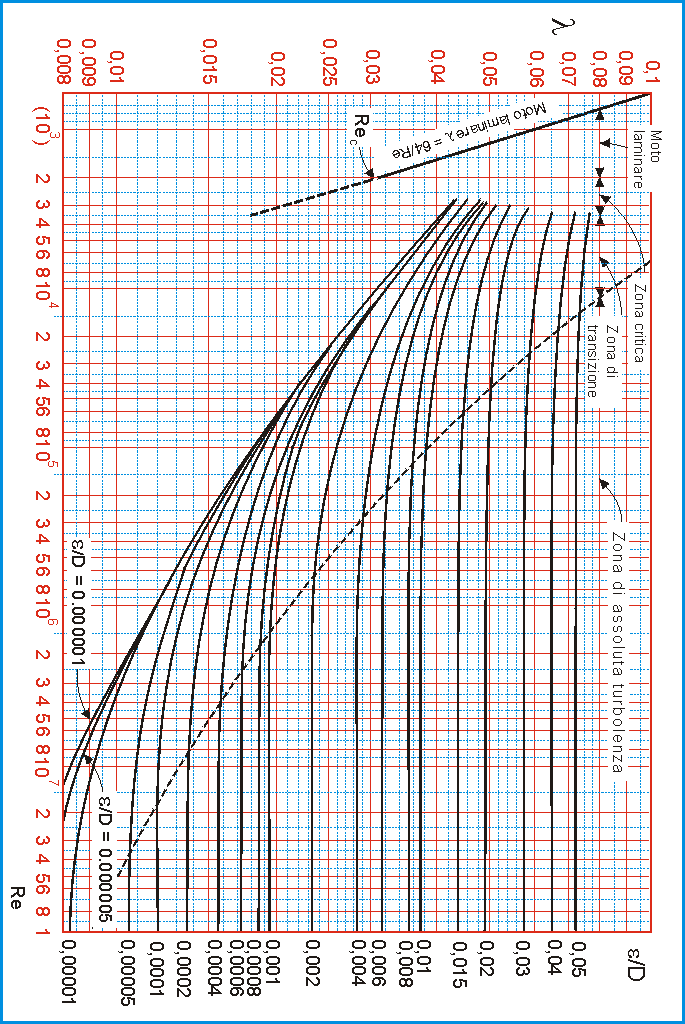 λ
0,1
0,09
0,08
0,07
0,06
0,05
0,04
0,03
0,025
0,02
0,015
0,01
0,009
0,008
Moto
laminare
Zona critica
Zona di
transizione
Zona di assoluta turbolenza
Moto laminare λ = 64/Re
Re c
ε/D = 0.000001
ε/D = 0.000005
ε/D
0,05
0,04
0,03
0,02
0,015
0,01
0,008
0,006
0,004
0,002
0,001
0,0008
0,0006
0,0004
0,0002
0,0001
0,00005
0,00001
(10³) 2 3 4 5 6 8 10⁴ 2 3 4 5 6 8 10⁵ 2 3 4 5 6 8 10⁶ 2 3 4 5 6 8 10⁷ 2 3 4 5 6 8 1
Re